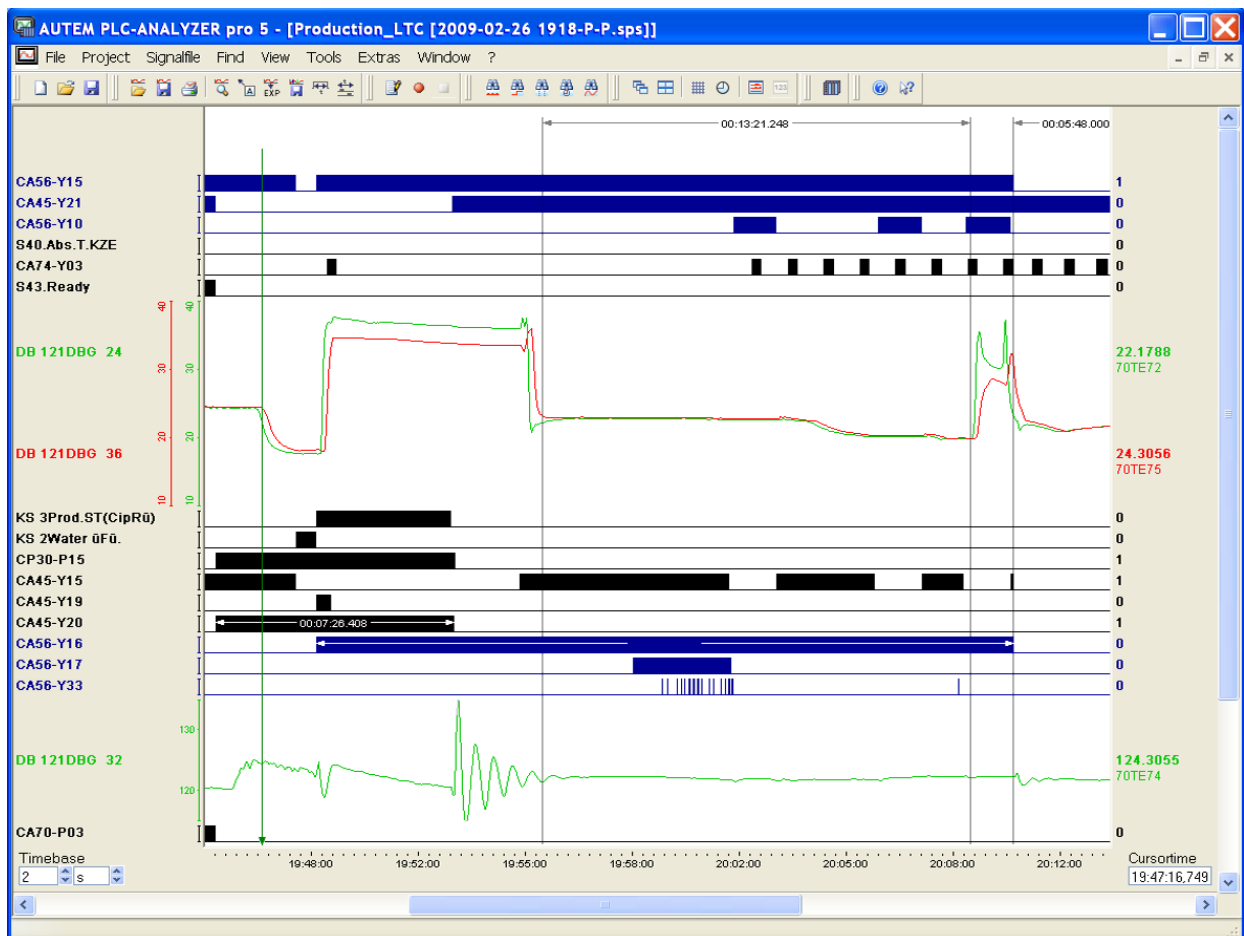 AUTEM PLC-ANALYZER pro 5 - [Production_LTC [2009-02-26 1918-P-P.sps]]
File Project Signalfile Find View Tools Extras Window ?
A EXP 123
00:13:21.248 00:05:48.000
CA56-Y15 1
CA45-Y21 0
CA56-Y10 0
S40.Abs.T.KZE 0
CA74-Y03 0
S43.Ready 0
40 40
DB 121DBG 24 22.1788
70TE72
30 30
20 20
DB 121DBG 36 24.3056
70TE75
10 10
KS 3Prod.ST(CipRü) 0
KS 2Water üFü. 0
CP30-P15 1
CA45-Y15 1
CA45-Y19 0
CA45-Y20 00:07:26.408 1
CA56-Y16 0
CA56-Y17 0
CA56-Y33 0
130
DB 121DBG 32 124.3055
70TE74
120
CA70-P03 0
Timebase 19:48:00 19:52:00 19:55:00 19:58:00 20:02:00 20:05:00 20:08:00 20:12:00 Cursortime
2 s 19:47:16,749